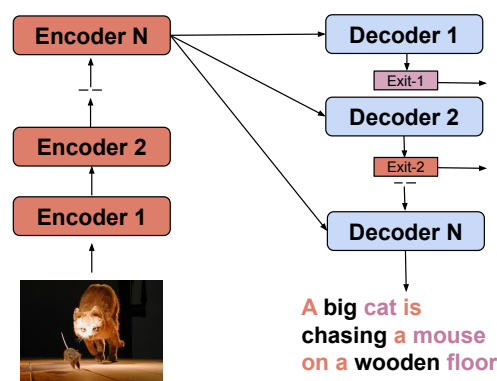 Encoder N
Encoder 2
Encoder 1
Decoder 1
Exit-1
Decoder 2
Exit-2
Decoder N
A big cat is
chasing a mouse
on a wooden floor